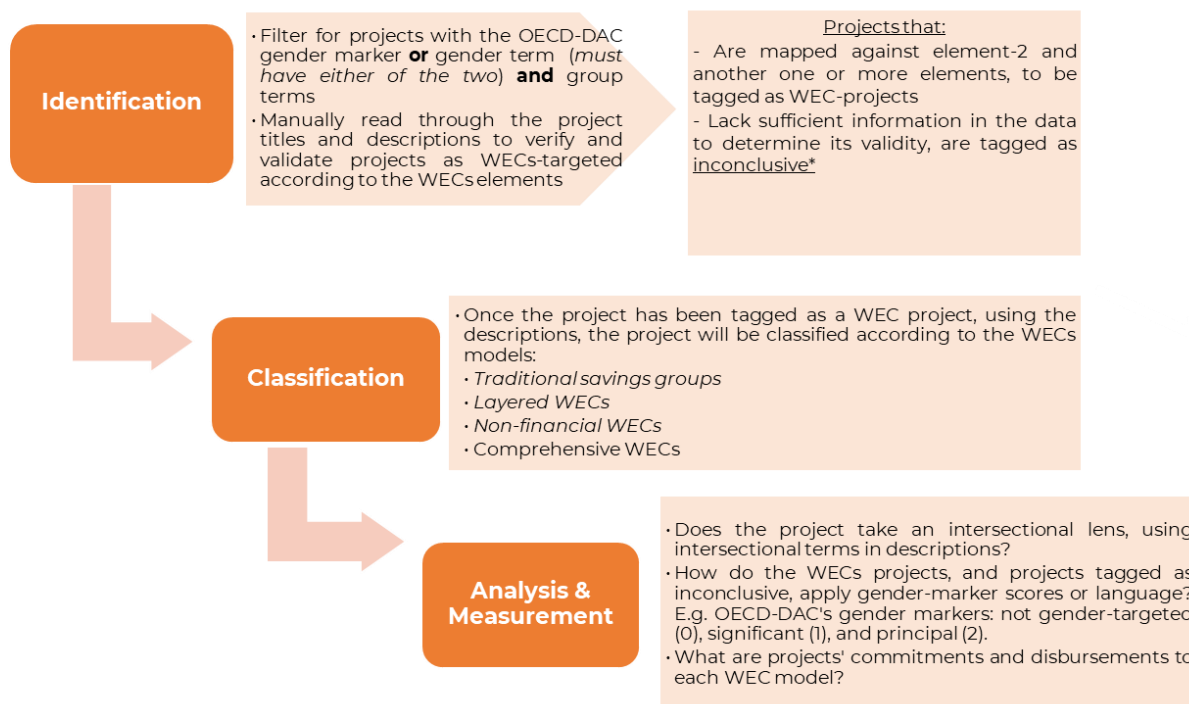 Identification
· Filter for projects with the OECD-DAC
gender marker or gender term (must
have either of the two) and group
terms
· Manually read through the project
titles and descriptions to verify and
validate projects as WECs-targeted
according to the WECs elements
Projects that:
- Are mapped against element-2 and
another one or more elements, to be
tagged as WEC-projects
- Lack sufficient information in the data
to determine its validity, are tagged as
inconclusive*
Classification
· Once the project has been tagged as a WEC project, using the
descriptions, the project will be classified according to the WECs
models:
· Traditional savings groups
· Layered WECs
· Non-financial WECs
· Comprehensive WECs
Analysis &
Measurement
· Does the project take an intersectional lens, using
intersectional terms in descriptions?
· How do the WECs projects, and projects tagged as
inconclusive, apply gender-marker scores or language?
E.g. OECD-DAC's gender markers: not gender-targeted
(0), significant (1), and principal (2).
· What are projects' commitments and disbursements to
each WEC model?